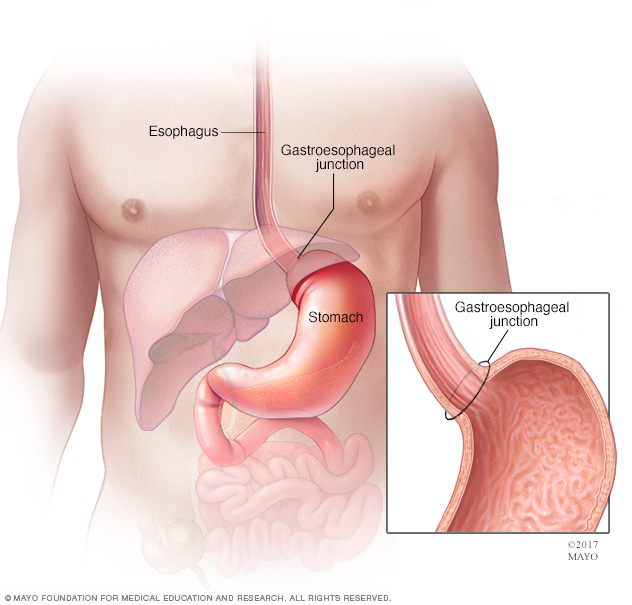 Esophagus
Gastroesophageal
junction
Stomach
Gastroesophageal
junction
©2017
MAYO
© MAYO FOUNDATION FOR MEDICAL EDUCATION AND RESEARCH. ALL RIGHTS RESERVED.